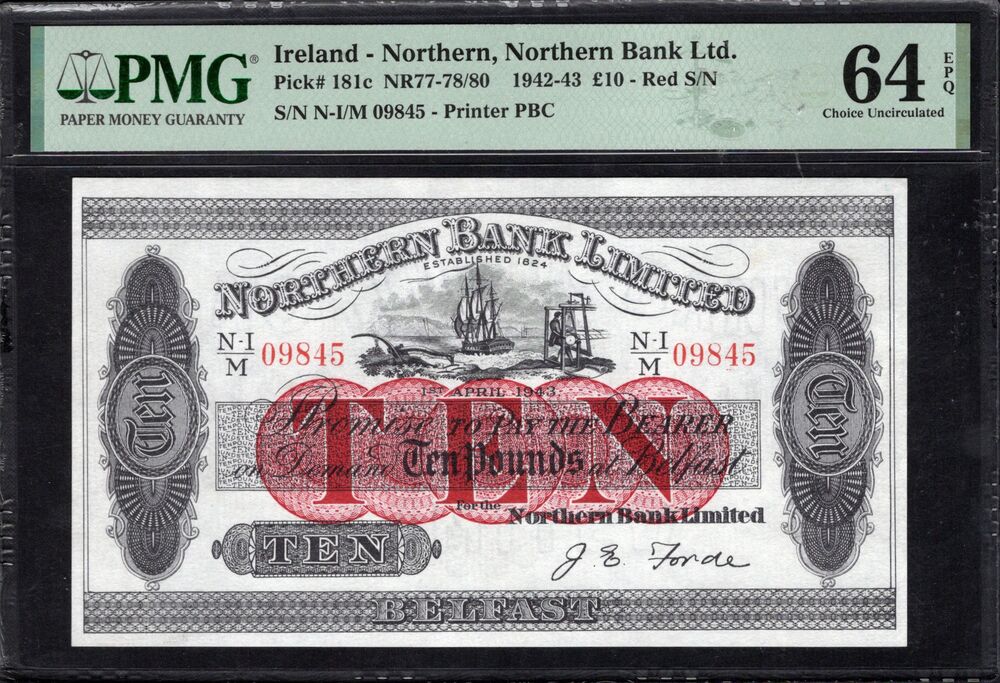 PMG®
PAPER MONEY GUARANTY
Ireland - Northern, Northern Bank Ltd.
Pick# 181c NR77-78/80 1942-43 £10 - Red S/N
S/N N-I/M 09845 - Printer PBC
64 EPQ
Choice Uncirculated
NORTHERN BANK LIMITED
ESTABLISHED 1824
N-I/M 09845
N-I/M 09845
1ST APRIL 1943
TEN
Promise to Pay the Bearer
on Demand Ten Pounds at Belfast
For the Northern Bank Limited
J. E. Forde
Ten
Ten
TEN
BELFAST